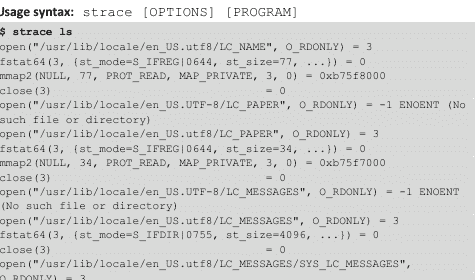 Usage syntax: strace [OPTIONS] [PROGRAM]
$ strace ls
open("/usr/lib/locale/en_US.utf8/LC_NAME", O_RDONLY) = 3
fstat64(3, {st_mode=S_IFREG|0644, st_size=77, ...}) = 0
mmap2(NULL, 77, PROT_READ, MAP_PRIVATE, 3, 0) = 0xb75f8000
close(3) = 0
open("/usr/lib/locale/en_US.UTF-8/LC_PAPER", O_RDONLY) = -1 ENOENT (No
such file or directory)
open("/usr/lib/locale/en_US.utf8/LC_PAPER", O_RDONLY) = 3
fstat64(3, {st_mode=S_IFREG|0644, st_size=34, ...}) = 0
mmap2(NULL, 34, PROT_READ, MAP_PRIVATE, 3, 0) = 0xb75f7000
close(3) = 0
open("/usr/lib/locale/en_US.UTF-8/LC_MESSAGES", O_RDONLY) = -1 ENOENT
(No such file or directory)
open("/usr/lib/locale/en_US.utf8/LC_MESSAGES", O_RDONLY) = 3
fstat64(3, {st_mode=S_IFDIR|0755, st_size=4096, ...}) = 0
close(3) = 0
open("/usr/lib/locale/en_US.utf8/LC_MESSAGES/SYS_LC_MESSAGES",
O_RDONLY) = 3